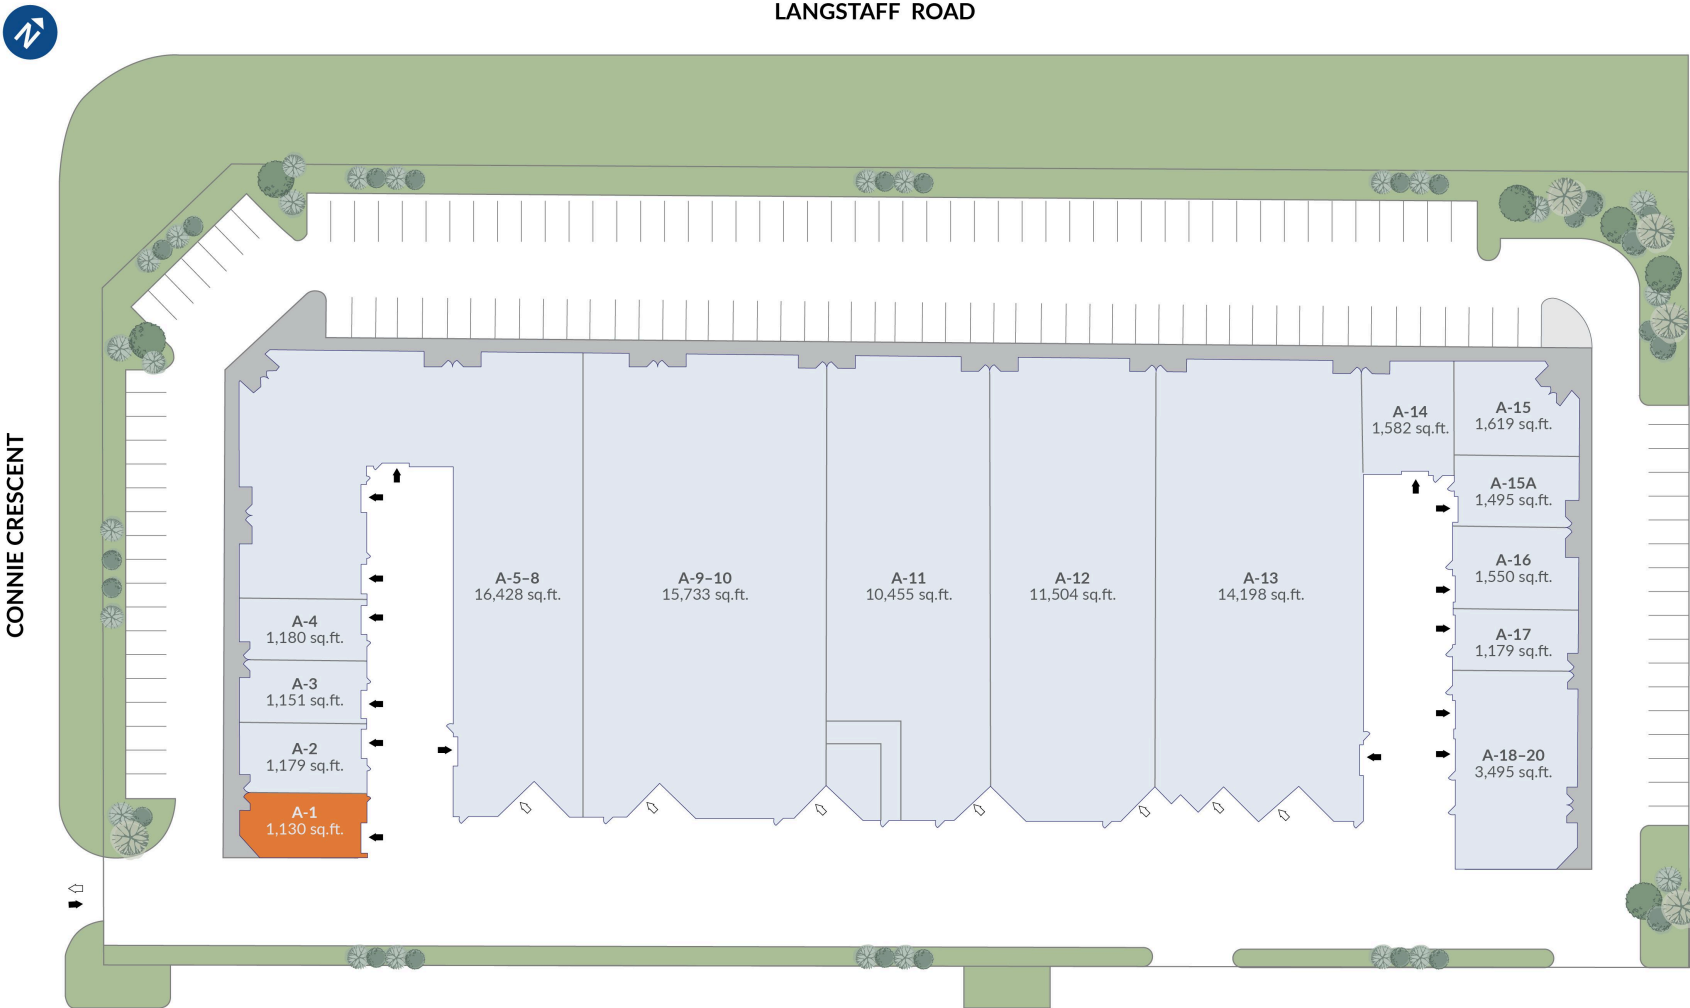 LANGSTAFF ROAD
N
CONNIE CRESCENT
A-14
1,582 sq.ft.
A-15
1,619 sq.ft.
A-15A
1,495 sq.ft.
A-5–8
16,428 sq.ft.
A-9–10
15,733 sq.ft.
A-11
10,455 sq.ft.
A-12
11,504 sq.ft.
A-13
14,198 sq.ft.
A-16
1,550 sq.ft.
A-4
1,180 sq.ft.
A-17
1,179 sq.ft.
A-3
1,151 sq.ft.
A-2
1,179 sq.ft.
A-18–20
3,495 sq.ft.
A-1
1,130 sq.ft.